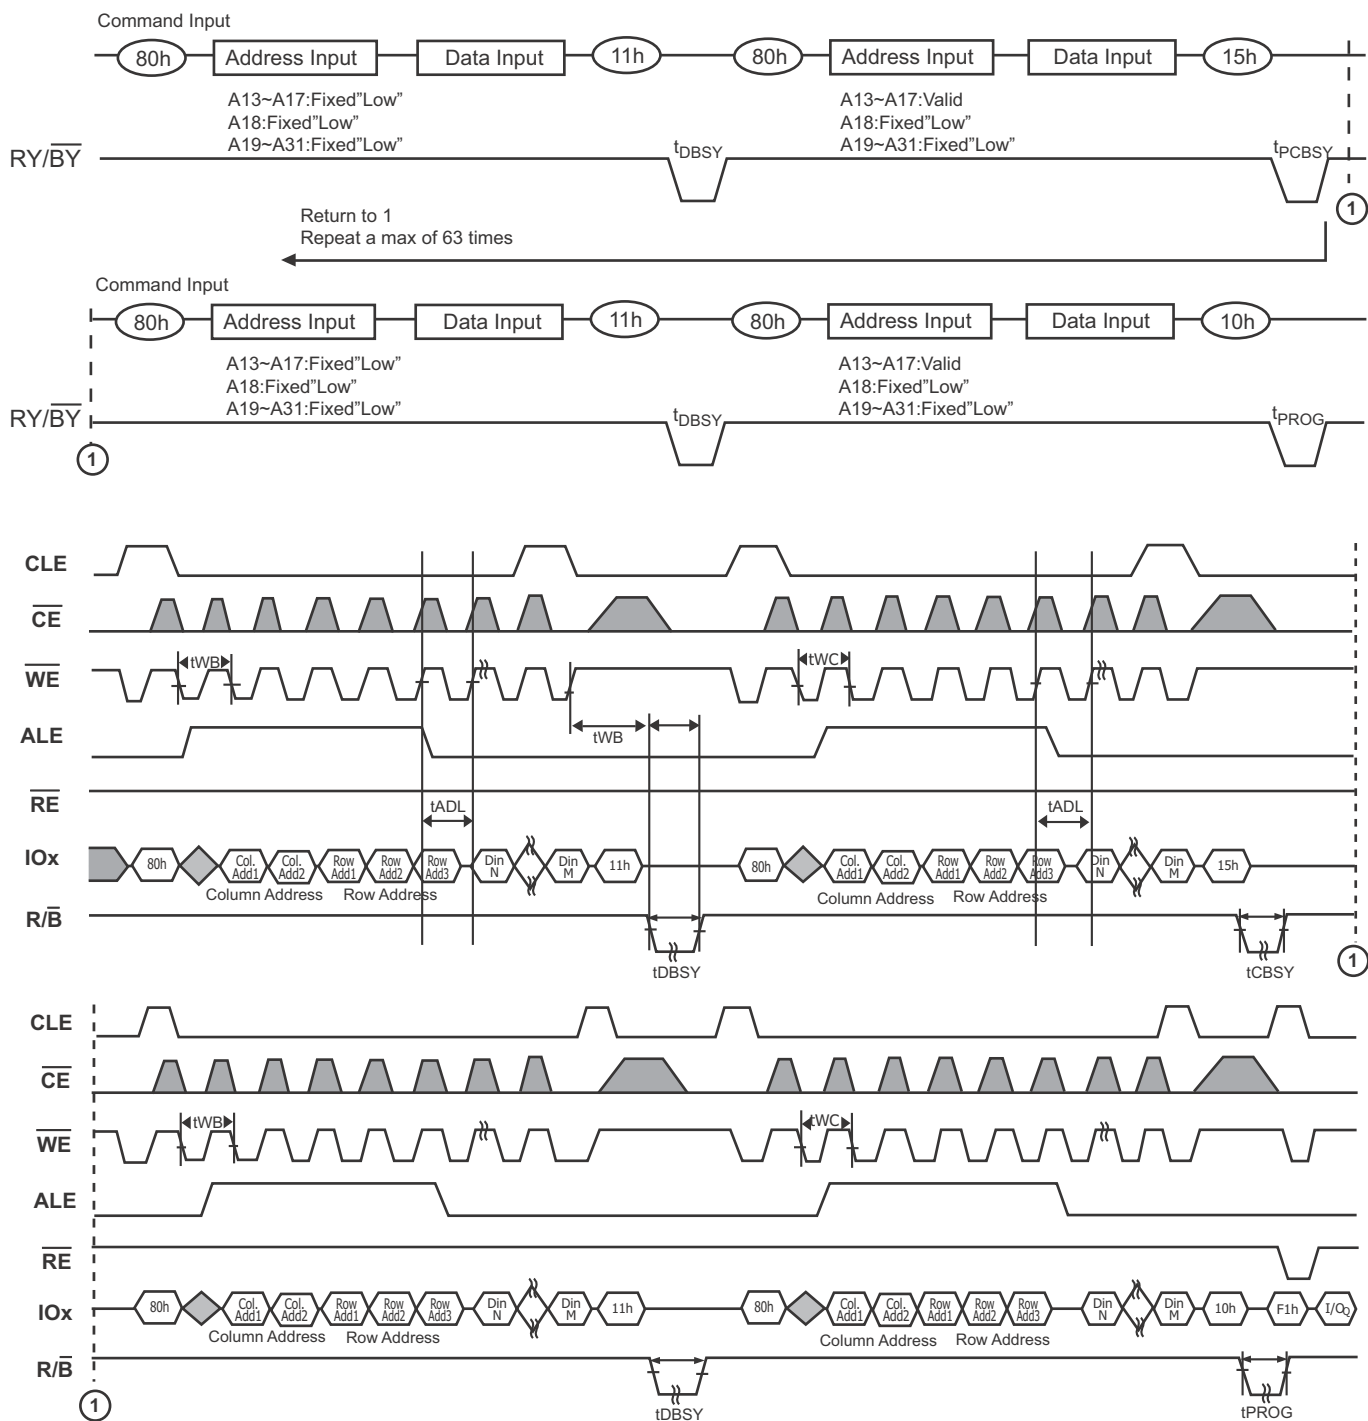 Command Input
80h Address Input Data Input 11h 80h Address Input Data Input 15h
A13~A17:Fixed”Low” A13~A17:Valid
A18:Fixed”Low” A18:Fixed”Low”
A19~A31:Fixed”Low” A19~A31:Fixed”Low”
RY/BY tDBSY tPCBSY
1
Return to 1
Repeat a max of 63 times
Command Input
80h Address Input Data Input 11h 80h Address Input Data Input 10h
A13~A17:Fixed”Low” A13~A17:Valid
A18:Fixed”Low” A18:Fixed”Low”
A19~A31:Fixed”Low” A19~A31:Fixed”Low”
RY/BY tDBSY tPROG
1
CLE
CE
WE tWB tWC
ALE tWB
RE
tADL tADL
IOx 80h Col. Add1 Col. Add2 Row Add1 Row Add2 Row Add3 Din N Din M 11h 80h Col. Add1 Col. Add2 Row Add1 Row Add2 Row Add3 Din N Din M 15h
Column Address Row Address Column Address Row Address
R/B
tDBSY tCBSY
1
CLE
CE
WE tWB tWC
ALE
RE
IOx 80h Col. Add1 Col. Add2 Row Add1 Row Add2 Row Add3 Din N Din M 11h 80h Col. Add1 Col. Add2 Row Add1 Row Add2 Row Add3 Din N Din M 10h F1h I/O0
Column Address Row Address Column Address Row Address
R/B
1 tDBSY tPROG